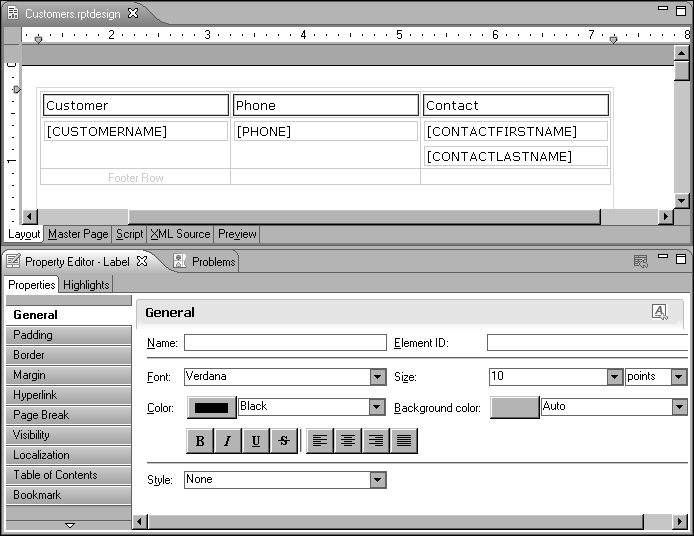 Customers.rptdesign
2 3 4 5 6 7 8
0
Customer Phone Contact
[CUSTOMERNAME] [PHONE] [CONTACTFIRSTNAME]
1
[CONTACTLASTNAME]
Footer Row
Layout Master Page Script XML Source Preview
Property Editor - Label Problems
Properties Highlights
General
Padding
Border
Margin
Hyperlink
Page Break
Visibility
Localization
Table of Contents
Bookmark
General
Name: Element ID:
Font: Verdana Size: 10 points
Color: Black Background color: Auto
B I U S
Style: None